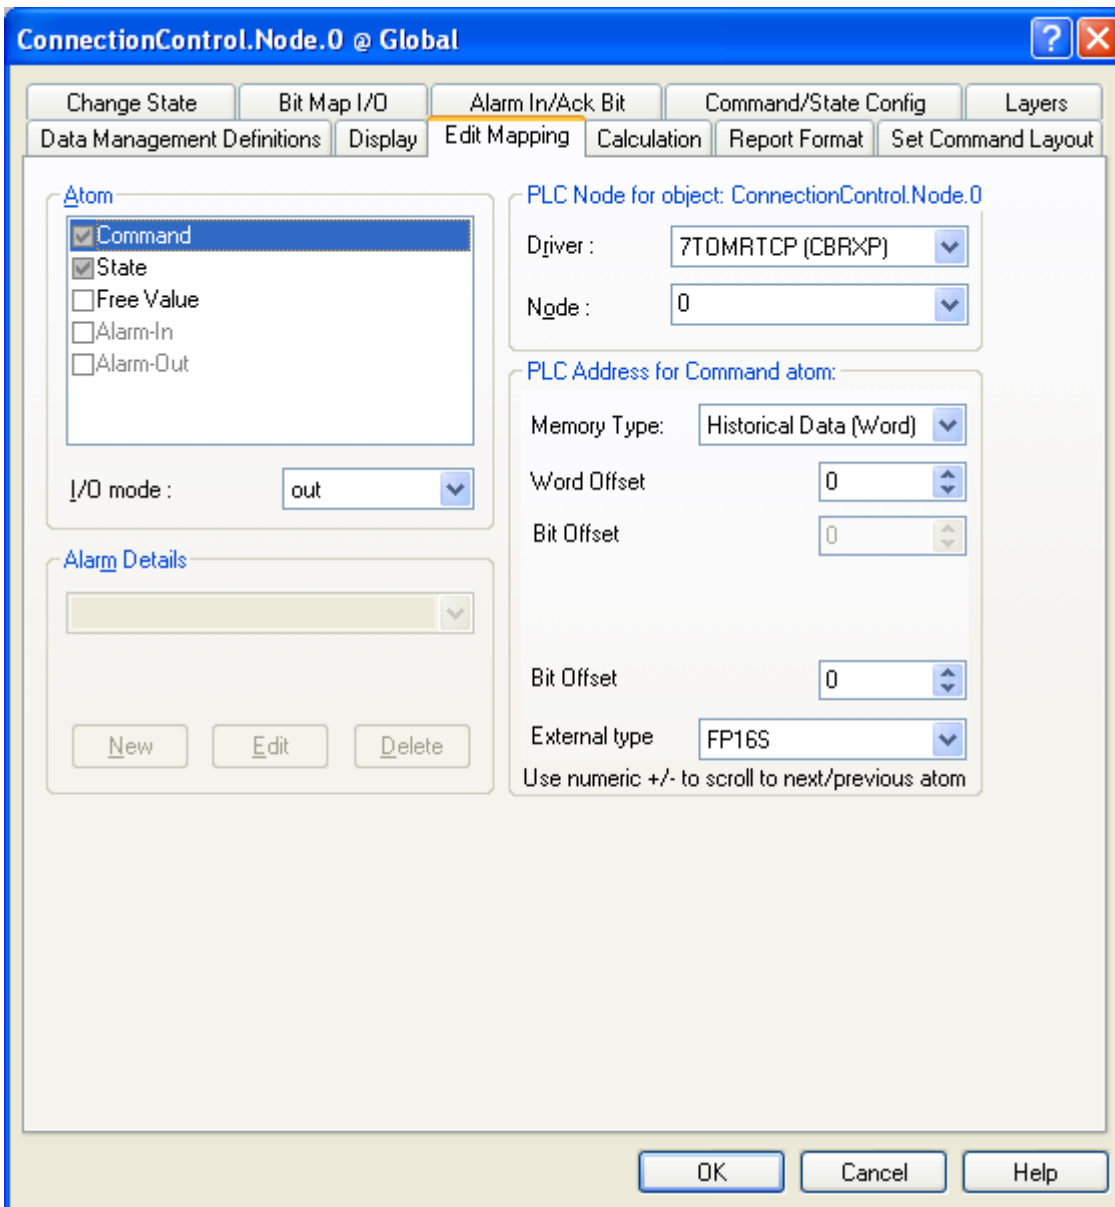 ConnectionControl.Node.0 @ Global
Change State Bit Map I/O Alarm In/Ack Bit Command/State Config Layers
Data Management Definitions Display Edit Mapping Calculation Report Format Set Command Layout
Atom
Command
State
Free Value
Alarm-In
Alarm-Out
I/O mode : out
Alarm Details
New Edit Delete
PLC Node for object: ConnectionControl.Node.0
Driver : 7TOMRTCP (CBRXP)
Node : 0
PLC Address for Command atom:
Memory Type: Historical Data (Word)
Word Offset 0
Bit Offset 0
Bit Offset 0
External type FP16S
Use numeric +/- to scroll to next/previous atom
OK Cancel Help